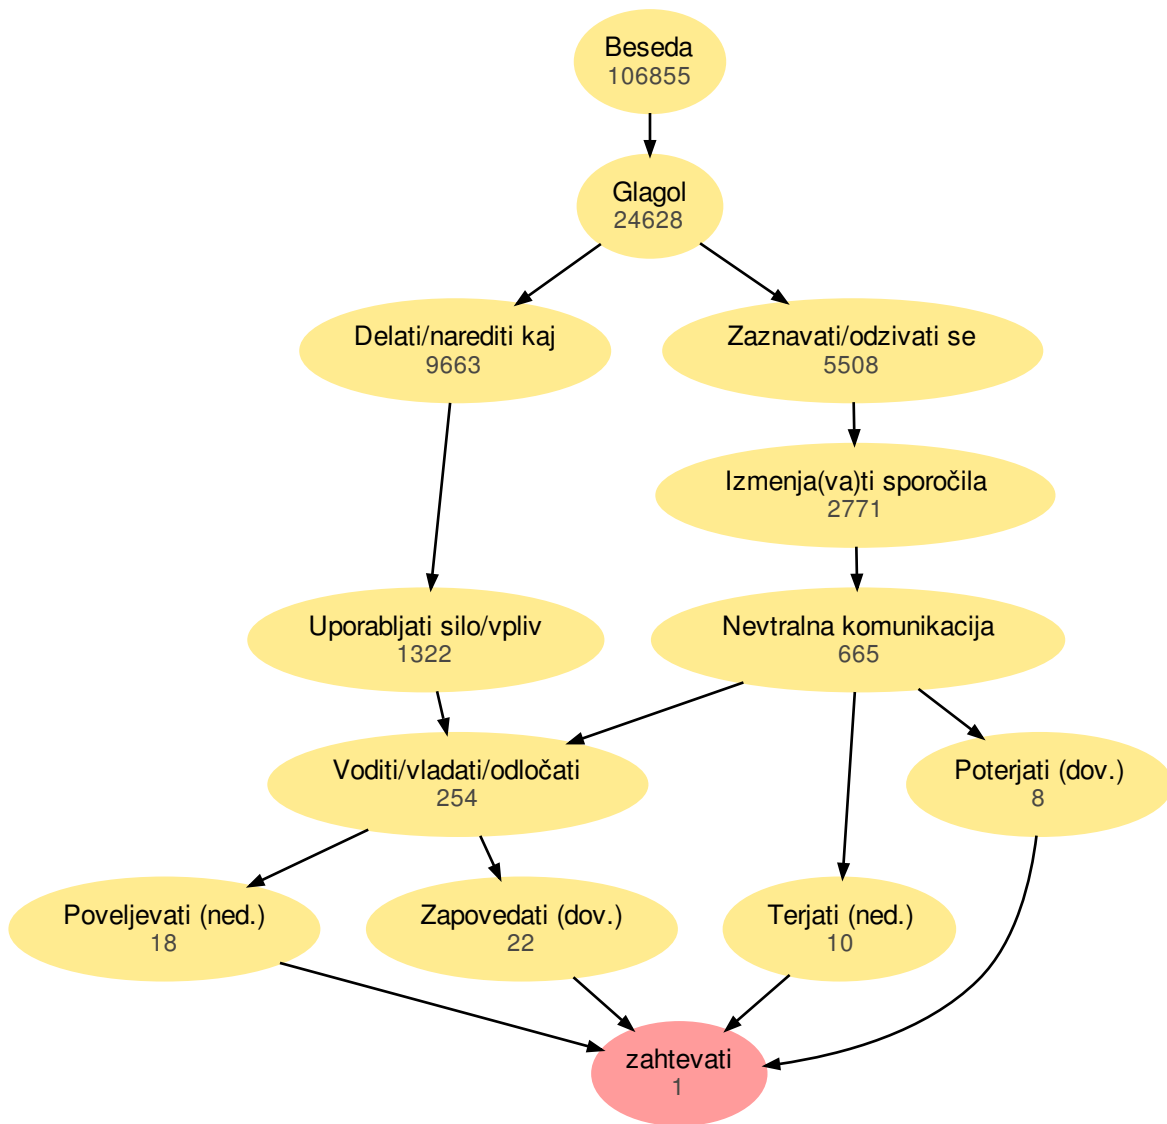 Beseda
106855
Glagol
24628
Delati/narediti kaj
9663
Zaznavati/odzivati se
5508
Izmenja(va)ti sporočila
2771
Uporabljati silo/vpliv
1322
Nevtralna komunikacija
665
Voditi/vladati/odločati
254
Poterjati (dov.)
8
Poveljevati (ned.)
18
Zapovedati (dov.)
22
Terjati (ned.)
10
zahtevati
1